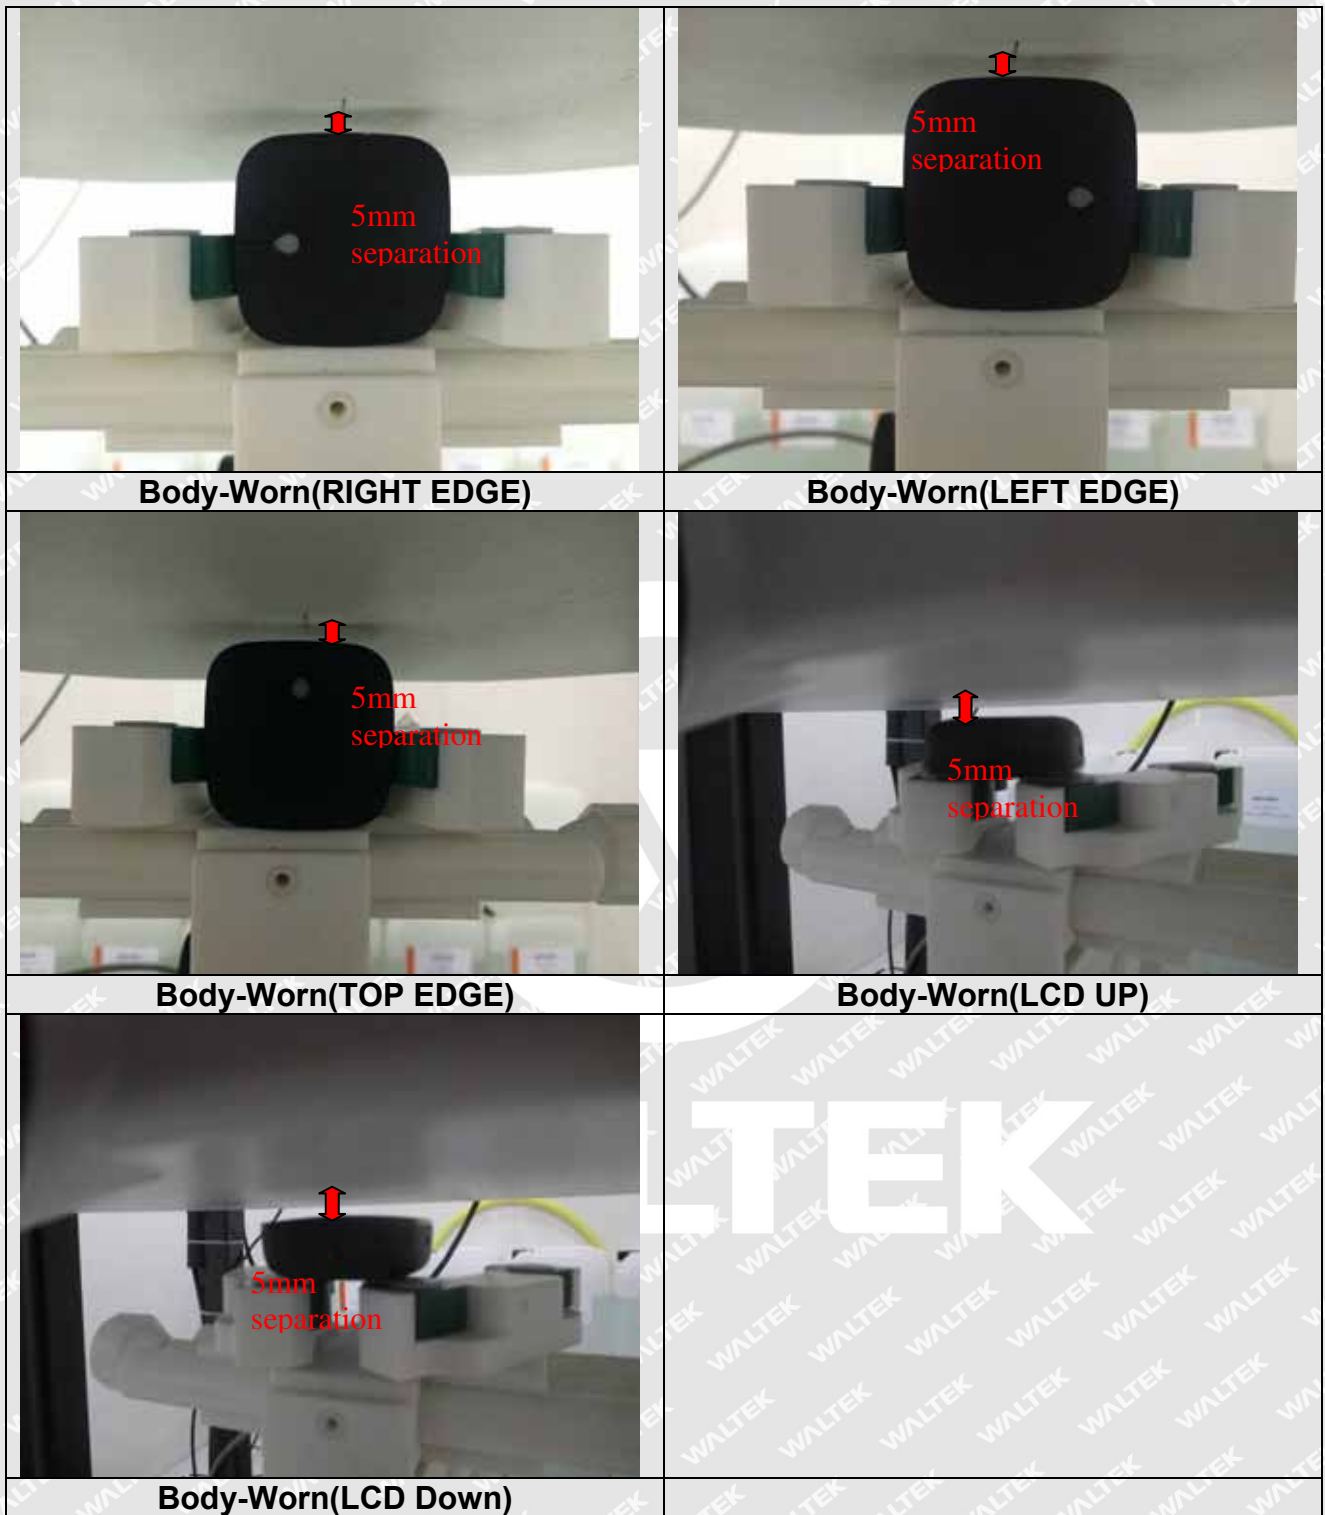 5mm
separation
5mm
separation
Body-Worn(RIGHT EDGE)
Body-Worn(LEFT EDGE)
5mm
separation
5mm
separation
Body-Worn(TOP EDGE)
Body-Worn(LCD UP)
5mm
separation
LTEK
WALTEK
Body-Worn(LCD Down)